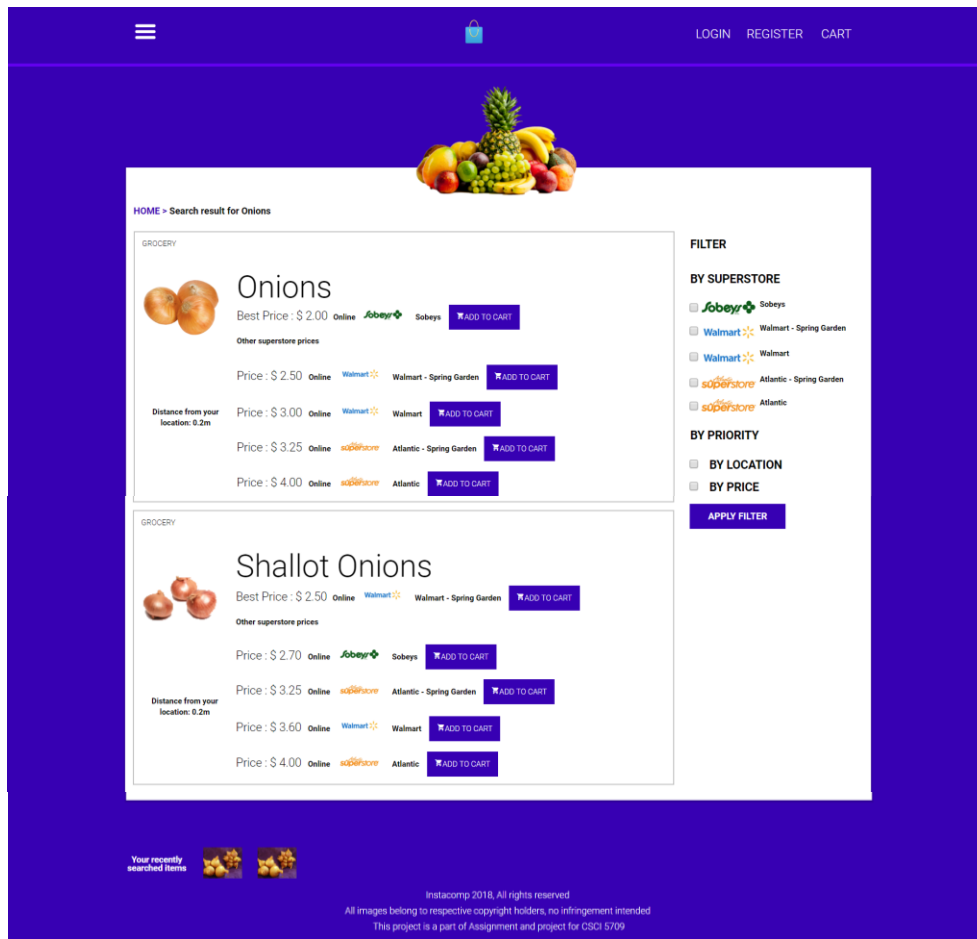 LOGIN REGISTER CART
HOME > Search result for Onions
GROCERY
Onions
Best Price : $ 2.00 Online Sobeys Sobeys ADD TO CART
Other superstore prices
Price : $ 2.50 Online Walmart Walmart - Spring Garden ADD TO CART
Distance from your
location: 0.2m
Price : $ 3.00 Online Walmart Walmart ADD TO CART
Price : $ 3.25 Online Atlantic superstore Atlantic - Spring Garden ADD TO CART
Price : $ 4.00 Online Atlantic superstore Atlantic ADD TO CART
GROCERY
Shallot Onions
Best Price : $ 2.50 Online Walmart Walmart - Spring Garden ADD TO CART
Other superstore prices
Price : $ 2.70 Online Sobeys Sobeys ADD TO CART
Distance from your
location: 0.2m
Price : $ 3.25 Online Atlantic superstore Atlantic - Spring Garden ADD TO CART
Price : $ 3.60 Online Walmart Walmart ADD TO CART
Price : $ 4.00 Online Atlantic superstore Atlantic ADD TO CART
FILTER
BY SUPERSTORE
Sobeys Sobeys
Walmart Walmart - Spring Garden
Walmart Walmart
Atlantic superstore Atlantic - Spring Garden
Atlantic superstore Atlantic
BY PRIORITY
BY LOCATION
BY PRICE
APPLY FILTER
Your recently
searched items
Instacomp 2018, All rights reserved
All images belong to respective copyright holders, no infringement intended
This project is a part of Assignment and project for CSCI 5709